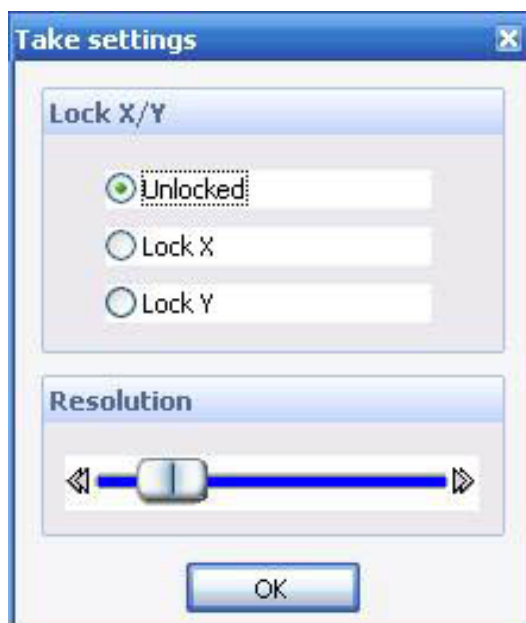 Take settings
Lock X/Y
Unlocked
Lock X
Lock Y
Resolution
OK